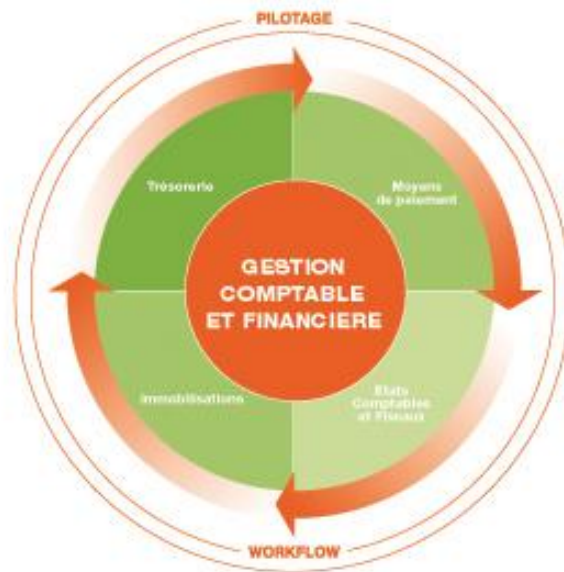 PILOTAGE
Trésorerie
Moyens
de paiement
GESTION
COMPTABLE
ET FINANCIERE
Immobilisations
Etats
Comptables
et Fiscaux
WORKFLOW